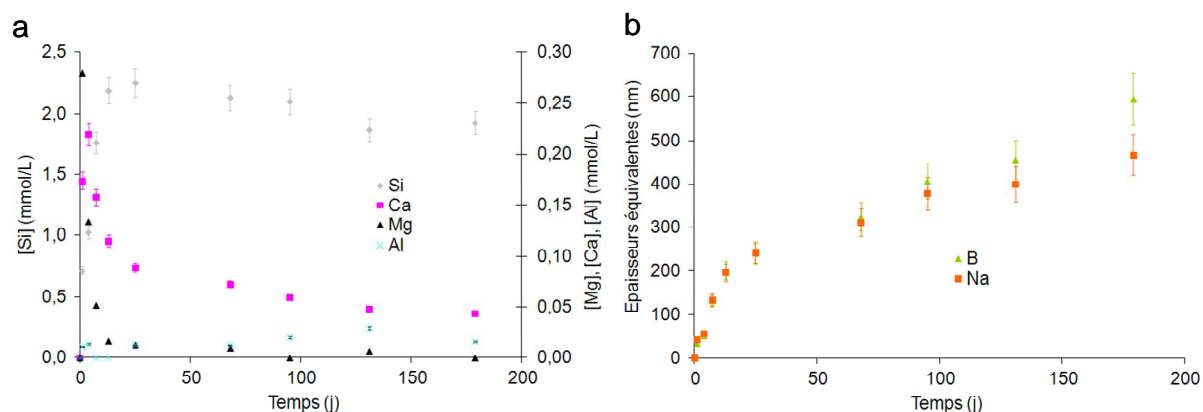 a
2,5
2,0
1,5
1,0
0,5
0,0
[Si] (mmol/L)
0,30
0,25
0,20
0,15
0,10
0,05
0,00
[Mg], [Ca], [Al] (mmol/L)
Si
Ca
Mg
Al
0
50
100
150
200
Temps (j)
b
700
600
500
400
300
200
100
0
Epaisseurs équivalentes (nm)
B
Na
0
50
100
150
200
Temps (j)